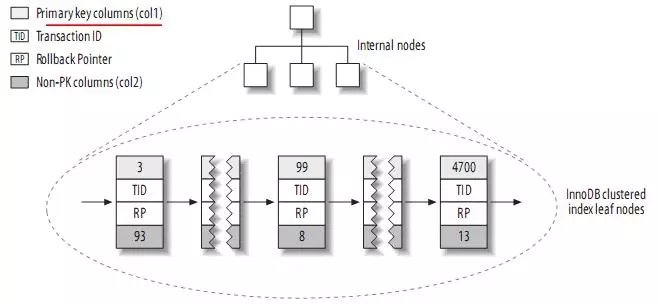 Primary key columns (col1)
TID Transaction ID
RP Rollback Pointer
Non-PK columns (col2)
Internal nodes
3 99 4700
TID TID TID
RP RP RP
93 8 13
InnoDB clustered
index leaf nodes